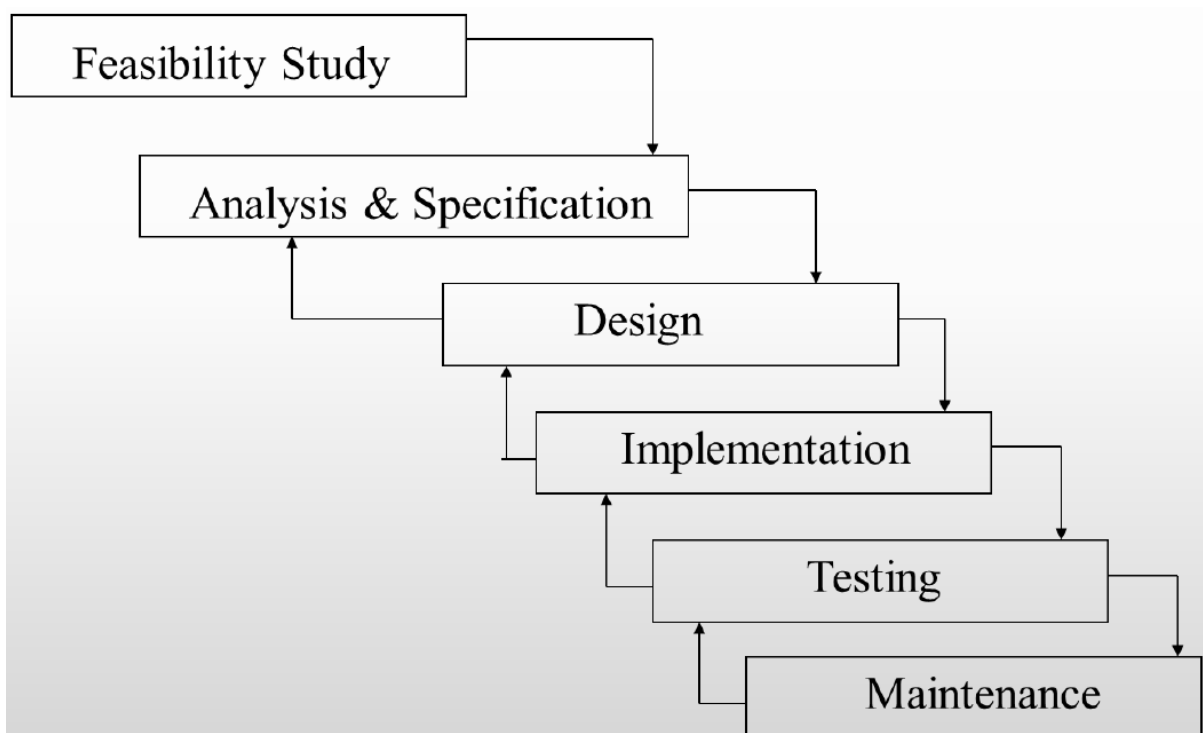 Feasibility Study
Analysis & Specification
Design
Implementation
Testing
Maintenance